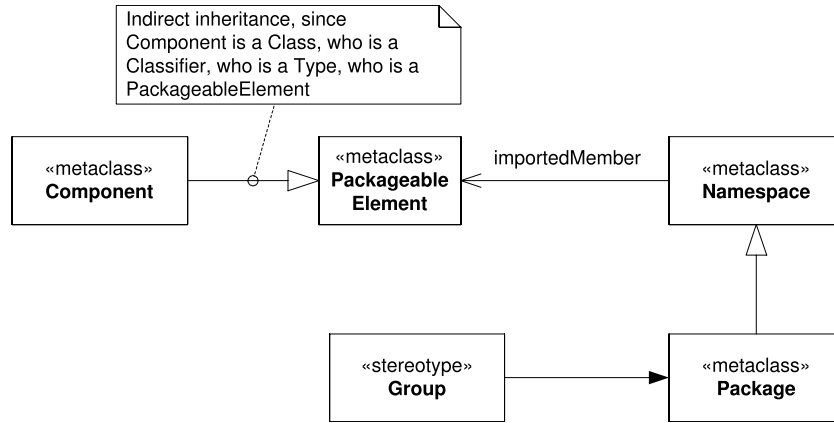 Indirect inheritance, since
Component is a Class, who is a
Classifier, who is a Type, who is a
PackageableElement
«metaclass»
Component
«metaclass»
Packageable
Element
importedMember
«metaclass»
Namespace
«stereotype»
Group
«metaclass»
Package